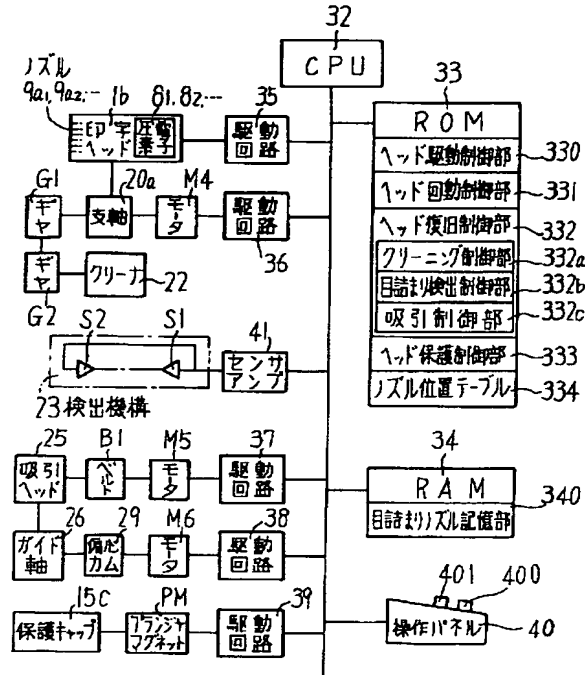 32
CPU
ノズル
9a1,9a2,…
1b
81,82,…
35
印字ヘッド
圧電素子
駆動回路
33
ROM
ヘッド駆動制御部
330
ヘッド回動制御部
331
ヘッド復旧制御部
332
クリーニング制御部
332a
目詰まり検出制御部
332b
吸引制御部
332c
ヘッド保護制御部
333
ノズル位置テーブル
334
G1
20a
M4
ギヤ
支軸
モータ
駆動回路
36
ギヤ
クリーナ
G2
22
S2
S1
41
センサアンプ
23検出機構
25
B1
M5
37
吸引ヘッド
ベルト
モータ
駆動回路
26
29
M6
38
ガイド軸
偏心カム
モータ
駆動回路
34
RAM
340
目詰まりノズル記憶部
15c
PM
39
保護キャップ
プランジャマグネット
駆動回路
401
400
操作パネル
40